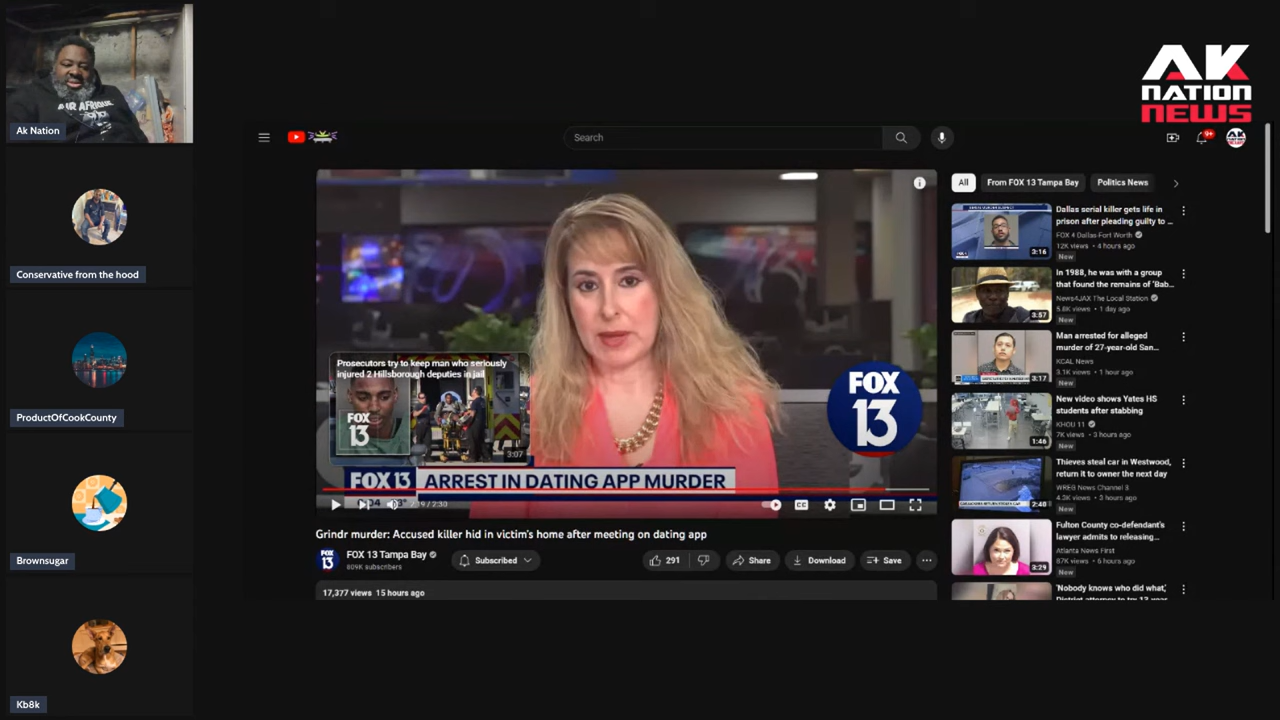 AK
NATION
NEWS
AIR AFRIQUE
Ak Nation
Conservative from the hood
ProductOfCookCounty
Brownsugar
Kb8k
Search
9+
Prosecutors try to keep man who seriously
injured 2 Hillsborough deputies in jail
FOX
13
3:07
FOX
13
FOX 13
ARREST IN DATING APP MURDER
/ 2:30
CC
Grindr murder: Accused killer hid in victim's home after meeting on dating app
FOX 13 Tampa Bay
809K subscribers
Subscribed
291
Share
Download
Save
17,377 views 15 hours ago
All
From FOX 13 Tampa Bay
Politics News
Dallas serial killer gets life in
prison after pleading guilty to ...
FOX 4 Dallas-Fort Worth
12K views • 4 hours ago
New
3:16
In 1988, he was with a group
that found the remains of 'Bab...
News4JAX The Local Station
5.8K views • 1 day ago
New
3:57
Man arrested for alleged
murder of 27-year-old San...
KCAL News
3.1K views • 1 hour ago
New
3:17
New video shows Yates HS
students after stabbing
KHOU 11
7K views • 3 hours ago
New
1:46
Thieves steal car in Westwood,
return it to owner the next day
WREG News Channel 3
4.3K views • 3 hours ago
New
2:48
Fulton County co-defendant's
lawyer admits to releasing...
Atlanta News First
87K views • 6 hours ago
New
3:29
'Nobody knows who did what,'